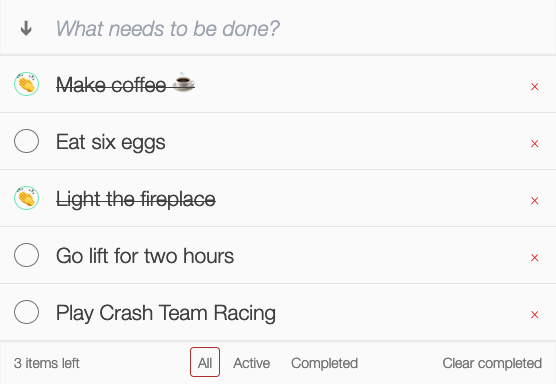 What needs to be done?
Make coffee ☕
Eat six eggs
Light the fireplace
Go lift for two hours
Play Crash Team Racing
3 items left All Active Completed Clear completed